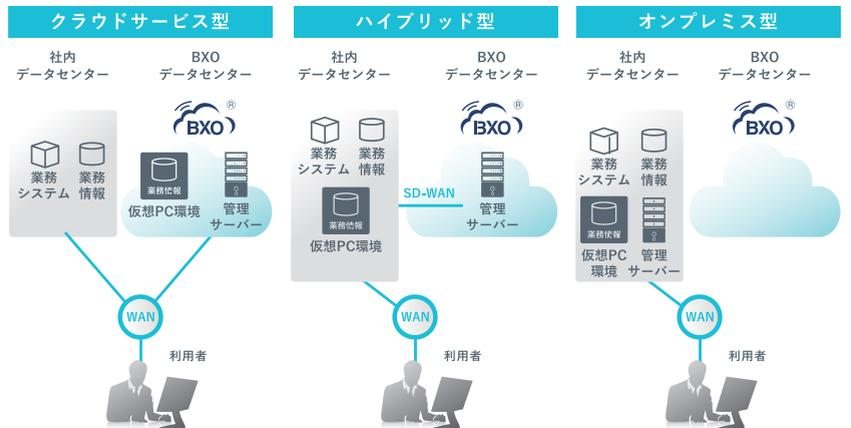 クラウドサービス型
社内
データセンター
BXO
データセンター
BXO®
業務
システム
業務
情報
業務情報
仮想PC環境
管理
サーバー
WAN
利用者
ハイブリッド型
社内
データセンター
BXO
データセンター
BXO®
業務
システム
業務
情報
業務情報
仮想PC環境
SD-WAN
管理
サーバー
WAN
利用者
オンプレミス型
社内
データセンター
BXO
データセンター
BXO®
業務
システム
業務
情報
業務情報
仮想PC
環境
管理
サーバー
WAN
利用者